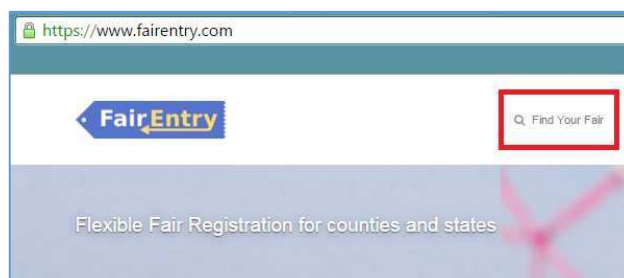 https://www.fairentry.com
FairEntry
Find Your Fair
Flexible Fair Registration for counties and states